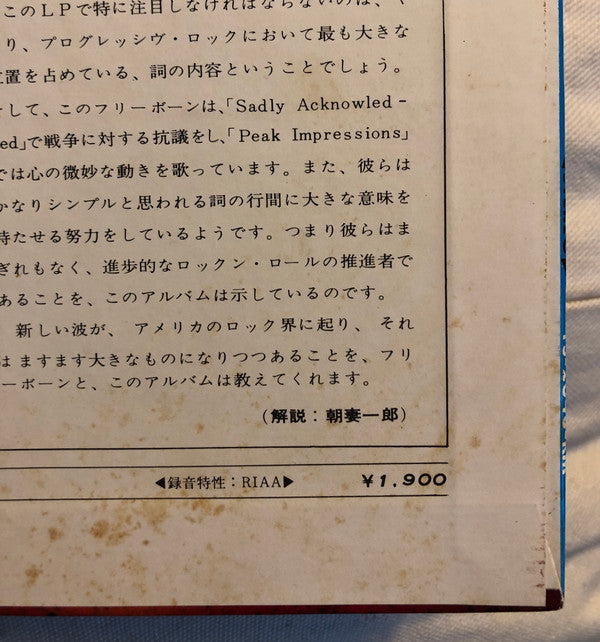 このLPで特に注目しなければならないのは、や
り、プログレッシヴ・ロックにおいて最も大きな
位置を占めている、詞の内容ということでしょう。
そして、このフリーボーンは、「Sadly Acknowled-
ed」で戦争に対する抗議をし、「Peak Impressions」
では心の微妙な動きを歌っています。また、彼らは
かなりシンプルと思われる詞の行間に大きな意味を
持たせる努力をしているようです。つまり彼らはま
ぎれもなく、進歩的なロックン・ロールの推進者で
あることを、このアルバムは示しているのです。
新しい波が、アメリカのロック界に起り、それ
は ますます大きなものになりつつあることを、フリ
ーボーンと、このアルバムは教えてくれます。
(解説:朝妻一郎)
◀録音特性:RIAA▶
¥1,900